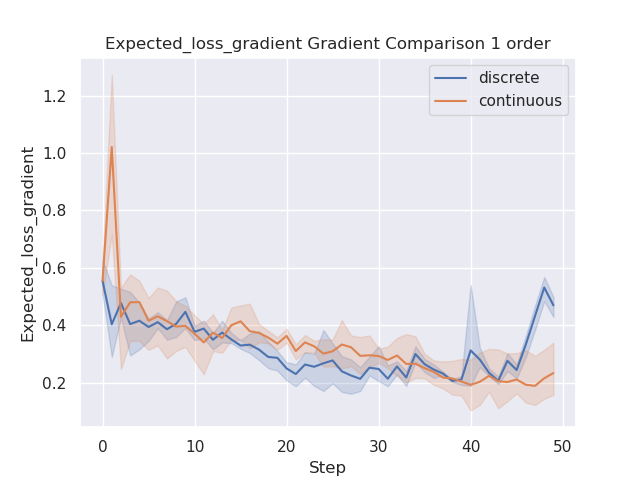 Expected_loss_gradient Gradient Comparison 1 order
discrete
continuous
Expected_loss_gradient
1.2
1.0
0.8
0.6
0.4
0.2
0 10 20 30 40 50
Step